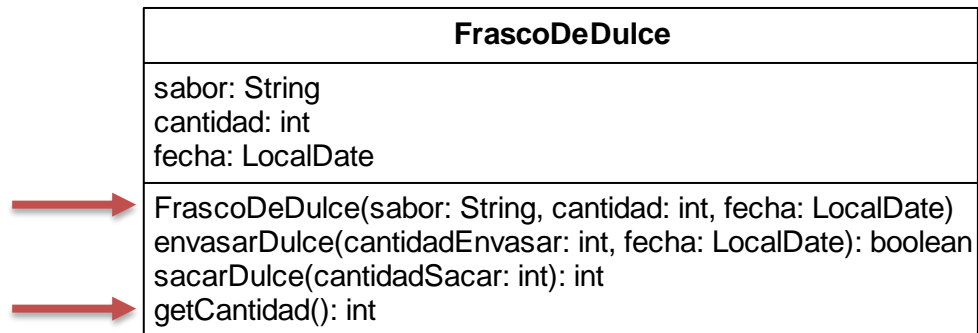 FrascoDeDulce
sabor: String
cantidad: int
fecha: LocalDate
FrascoDeDulce(sabor: String, cantidad: int, fecha: LocalDate)
envasarDulce(cantidadEnvasar: int, fecha: LocalDate): boolean
sacarDulce(cantidadSacar: int): int
getCantidad(): int